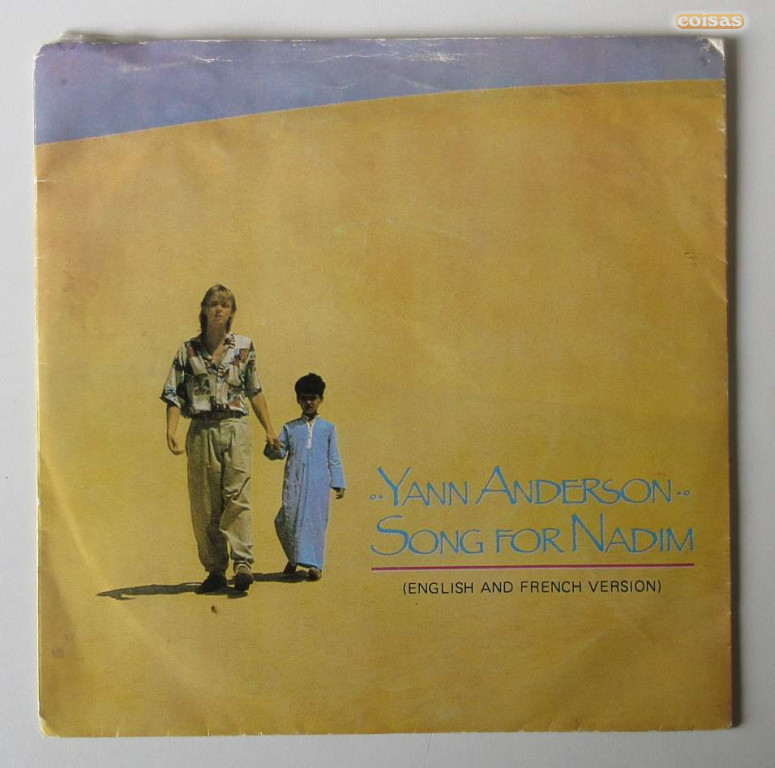 coisas
YANN ANDERSON
SONG FOR NADIM
(ENGLISH AND FRENCH VERSION)